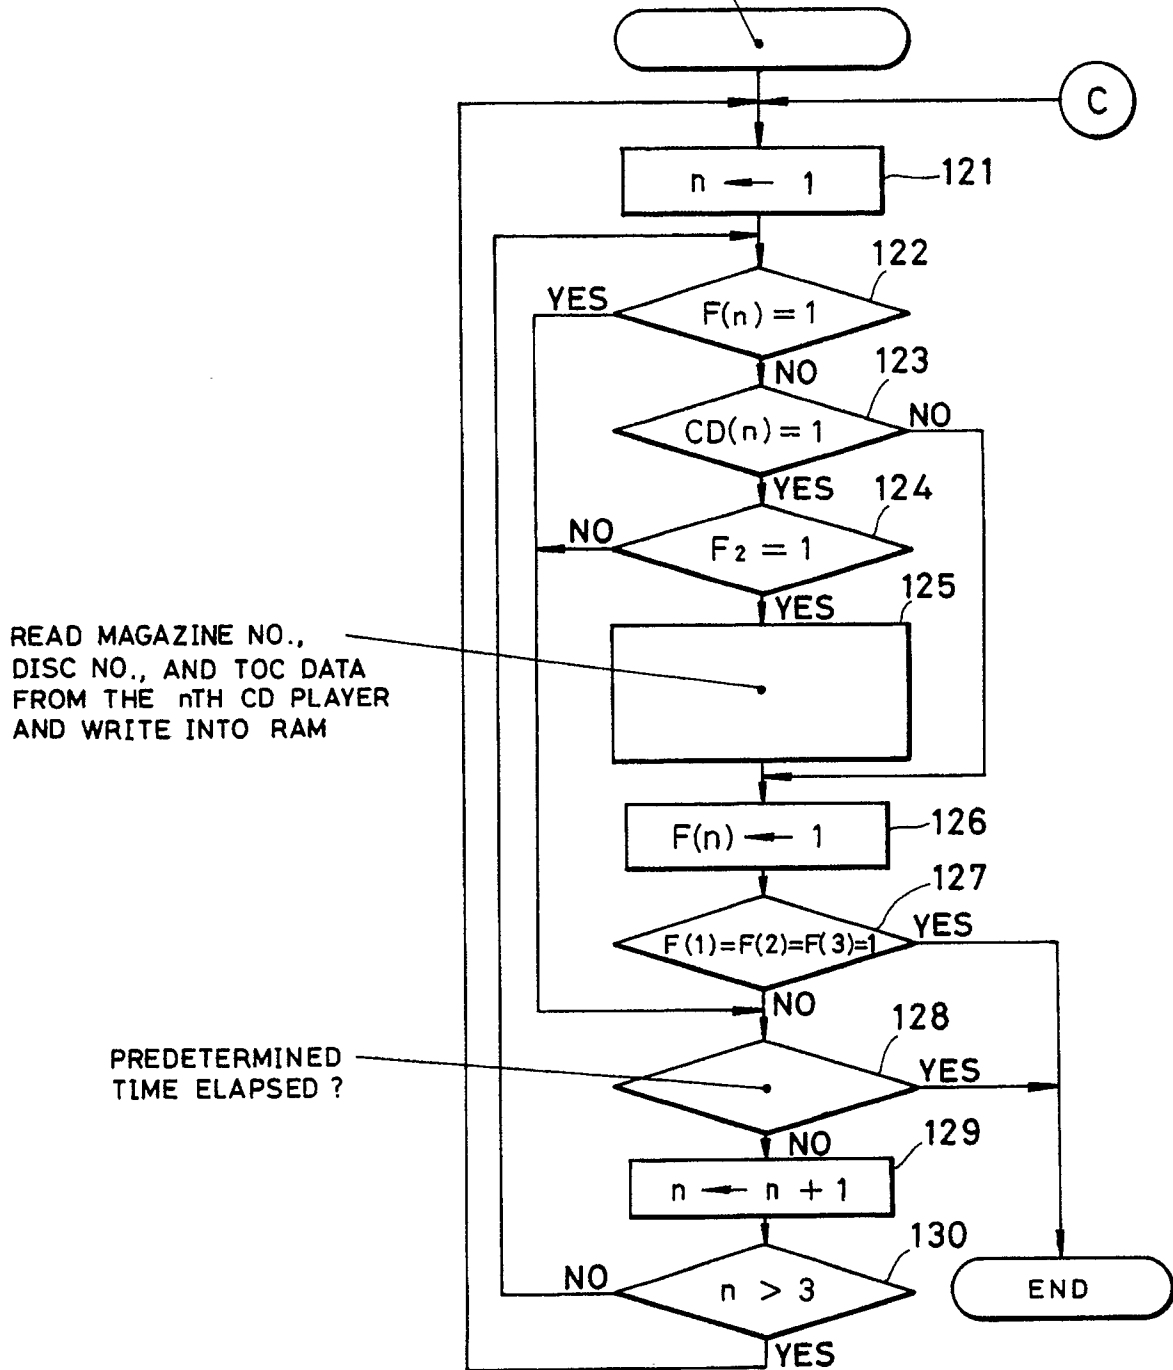 C
n ← 1
121
122
YES
F(n) = 1
NO
123
CD(n) = 1
NO
YES
124
NO
F2 = 1
YES
125
READ MAGAZINE NO.,
DISC NO., AND TOC DATA
FROM THE nTH CD PLAYER
AND WRITE INTO RAM
F(n) ← 1
126
127
F(1)=F(2)=F(3)=1
YES
NO
128
PREDETERMINED
TIME ELAPSED ?
YES
NO
129
n ← n + 1
130
NO
n > 3
END
YES